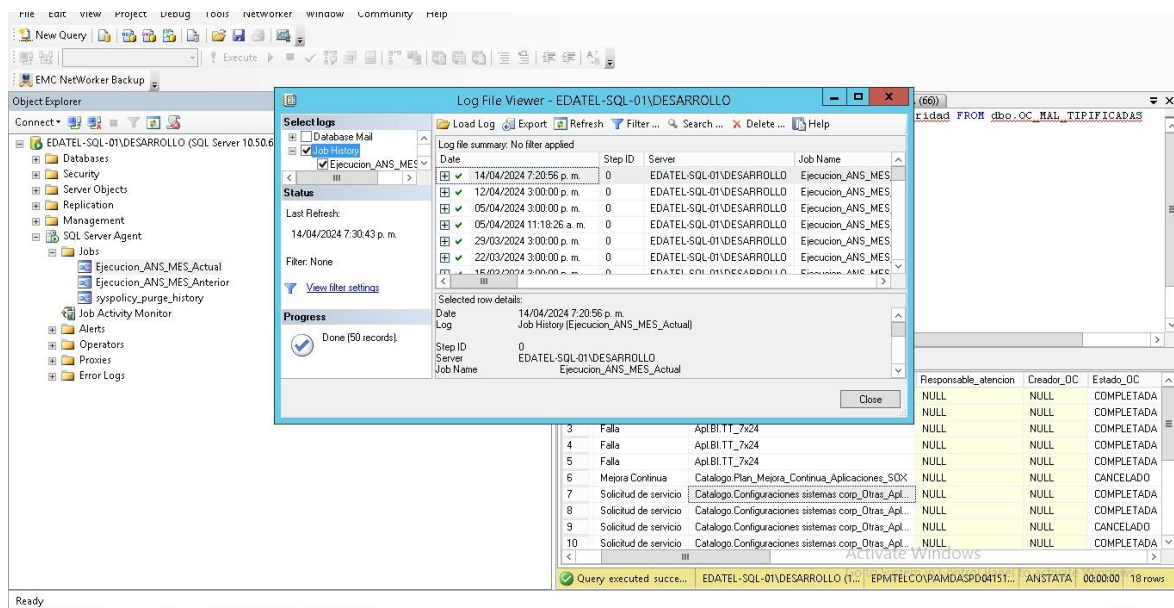 File Edit View Project Debug Tools Networker Window Community Help
New Query
Execute
EMC NetWorker Backup
Object Explorer
Connect
EDATEL-SQL-01\DESARROLLO (SQL Server 10.50.6
Databases
Security
Server Objects
Replication
Management
SQL Server Agent
Jobs
Ejecucion_ANS_MES_Actual
Ejecucion_ANS_MES_Anterior
syspolicy_purge_history
Job Activity Monitor
Alerts
Operators
Proxies
Error Logs
Log File Viewer - EDATEL-SQL-01\DESARROLLO
Select logs
Database Mail
Job History
Ejecucion_ANS_MES
Status
Last Refresh:
14/04/2024 7:30:43 p. m.
Filter: None
View filter settings
Progress
Done (50 records).
Load Log Export Refresh Filter ... Search ... Delete ... Help
Log file summary: No filter applied
Date Step ID Server Job Name
14/04/2024 7:20:56 p. m. 0 EDATEL-SQL-01\DESARROLLO Ejecucion_ANS_MES
12/04/2024 3:00:00 p. m. 0 EDATEL-SQL-01\DESARROLLO Ejecucion_ANS_MES
05/04/2024 3:00:00 p. m. 0 EDATEL-SQL-01\DESARROLLO Ejecucion_ANS_MES
05/04/2024 11:18:26 a. m. 0 EDATEL-SQL-01\DESARROLLO Ejecucion_ANS_MES
29/03/2024 3:00:00 p. m. 0 EDATEL-SQL-01\DESARROLLO Ejecucion_ANS_MES
22/03/2024 3:00:00 p. m. 0 EDATEL-SQL-01\DESARROLLO Ejecucion_ANS_MES
15/03/2024 3:00:00 p. m. 0 EDATEL-SQL-01\DESARROLLO Ejecucion_ANS_MES
Selected row details:
Date 14/04/2024 7:20:56 p. m.
Log Job History (Ejecucion_ANS_MES_Actual)
Step ID 0
Server EDATEL-SQL-01\DESARROLLO
Job Name Ejecucion_ANS_MES_Actual
Close
(66))
ridad FROM dbo.OC_MAL_TIPIFICADAS
Responsable_atencion Creador_OC Estado_OC
NULL NULL COMPLETADA
NULL NULL COMPLETADA
3 Falla Apl.BI.TT_7x24 NULL NULL COMPLETADA
4 Falla Apl.BI.TT_7x24 NULL NULL COMPLETADA
5 Falla Apl.BI.TT_7x24 NULL NULL COMPLETADA
6 Mejora Continua Catalogo.Plan_Mejora_Continua_Aplicaciones_SOX NULL NULL CANCELADO
7 Solicitud de servicio Catalogo.Configuraciones sistemas corp_Otras_Apl... NULL NULL COMPLETADA
8 Solicitud de servicio Catalogo.Configuraciones sistemas corp_Otras_Apl... NULL NULL COMPLETADA
9 Solicitud de servicio Catalogo.Configuraciones sistemas corp_Otras_Apl... NULL NULL CANCELADO
10 Solicitud de servicio Catalogo.Configuraciones sistemas corp_Otras_Apl... NULL NULL COMPLETADA
Activate Windows
Query executed succe... EDATEL-SQL-01\DESARROLLO (1... EPMTELCO\PAMDASPD04151... ANSTATA 00:00:00 18 rows
Ready